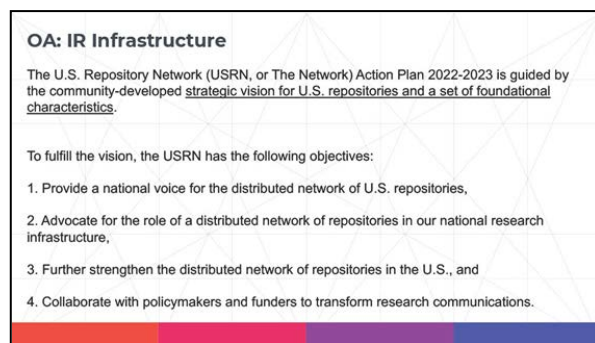 OA: IR Infrastructure
The U.S. Repository Network (USRN, or The Network) Action Plan 2022-2023 is guided by
the community-developed strategic vision for U.S. repositories and a set of foundational
characteristics.
To fulfill the vision, the USRN has the following objectives:
1. Provide a national voice for the distributed network of U.S. repositories,
2. Advocate for the role of a distributed network of repositories in our national research
infrastructure,
3. Further strengthen the distributed network of repositories in the U.S., and
4. Collaborate with policymakers and funders to transform research communications.